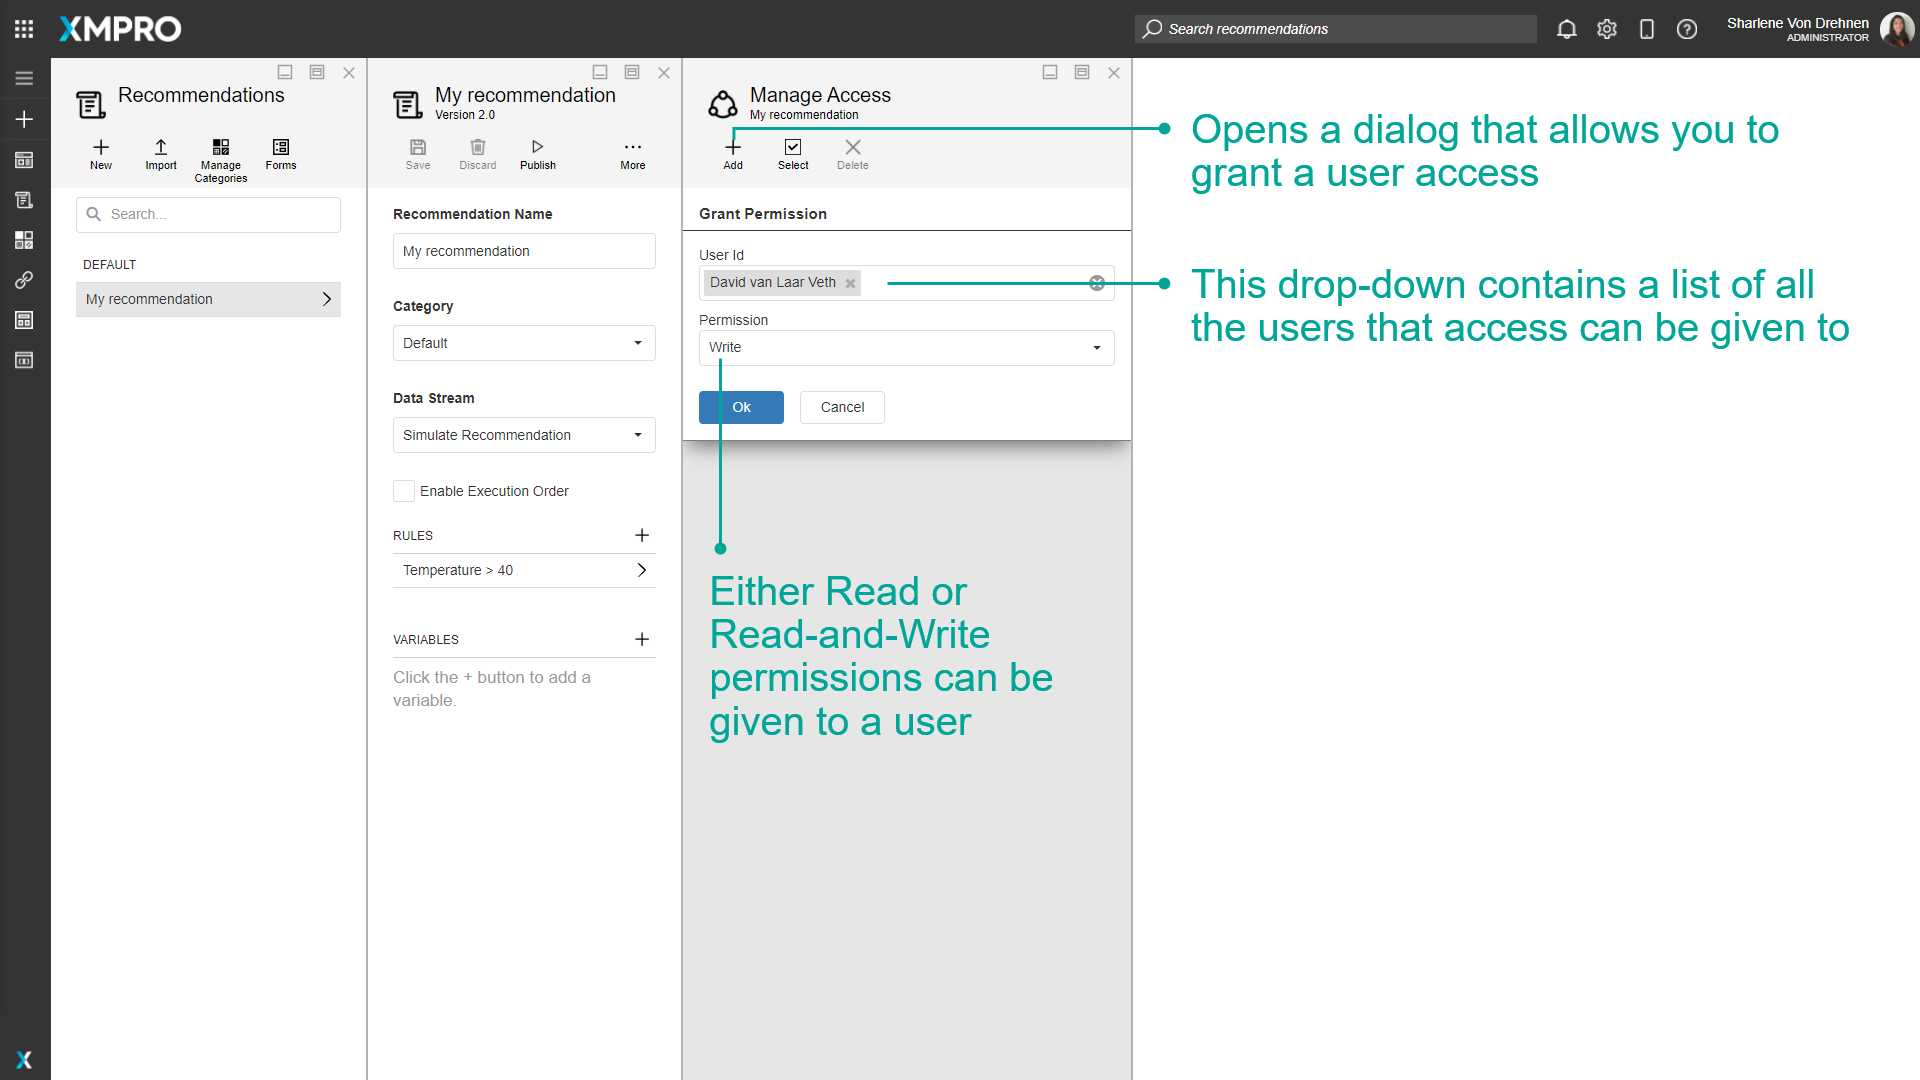 XMPRO
Search recommendations
Sharlene Von Drehnen
ADMINISTRATOR
Recommendations
New
Import
Manage
Categories
Forms
Search...
DEFAULT
My recommendation
My recommendation
Version 2.0
Save
Discard
Publish
More
Recommendation Name
My recommendation
Category
Default
Data Stream
Simulate Recommendation
Enable Execution Order
RULES
Temperature > 40
VARIABLES
Click the + button to add a
variable.
Manage Access
My recommendation
Add
Select
Delete
Grant Permission
User Id
David van Laar Veth
Permission
Write
Ok
Cancel
Opens a dialog that allows you to
grant a user access
This drop-down contains a list of all
the users that access can be given to
Either Read or
Read-and-Write
permissions can be
given to a user